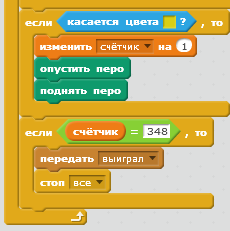 если касается цвета ? , то
изменить счётчик на 1
опустить перо
поднять перо
если счётчик = 348 , то
передать выиграл
стоп все